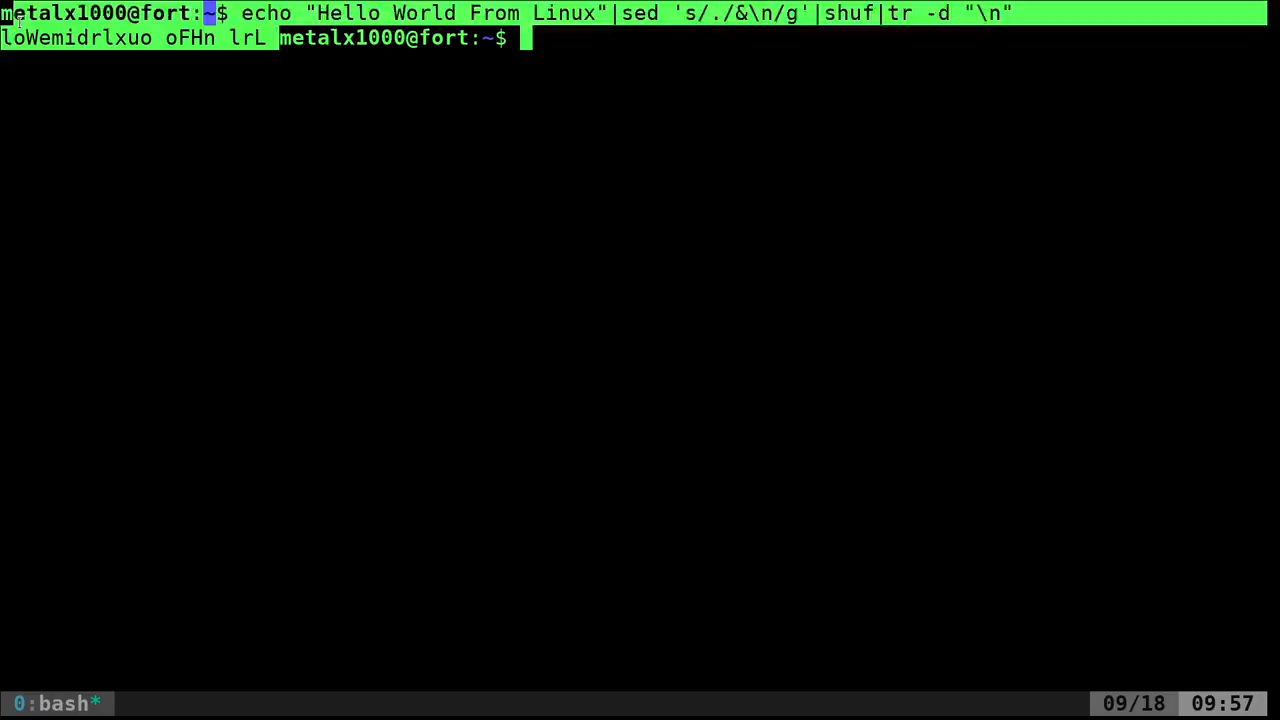 metalx1000@fort:~$ echo "Hello World From Linux"|sed 's/./&\n/g'|shuf|tr -d "\n"
loWemidrlxuo oFHn lrL metalx1000@fort:~$
0:bash* 09/18 09:57